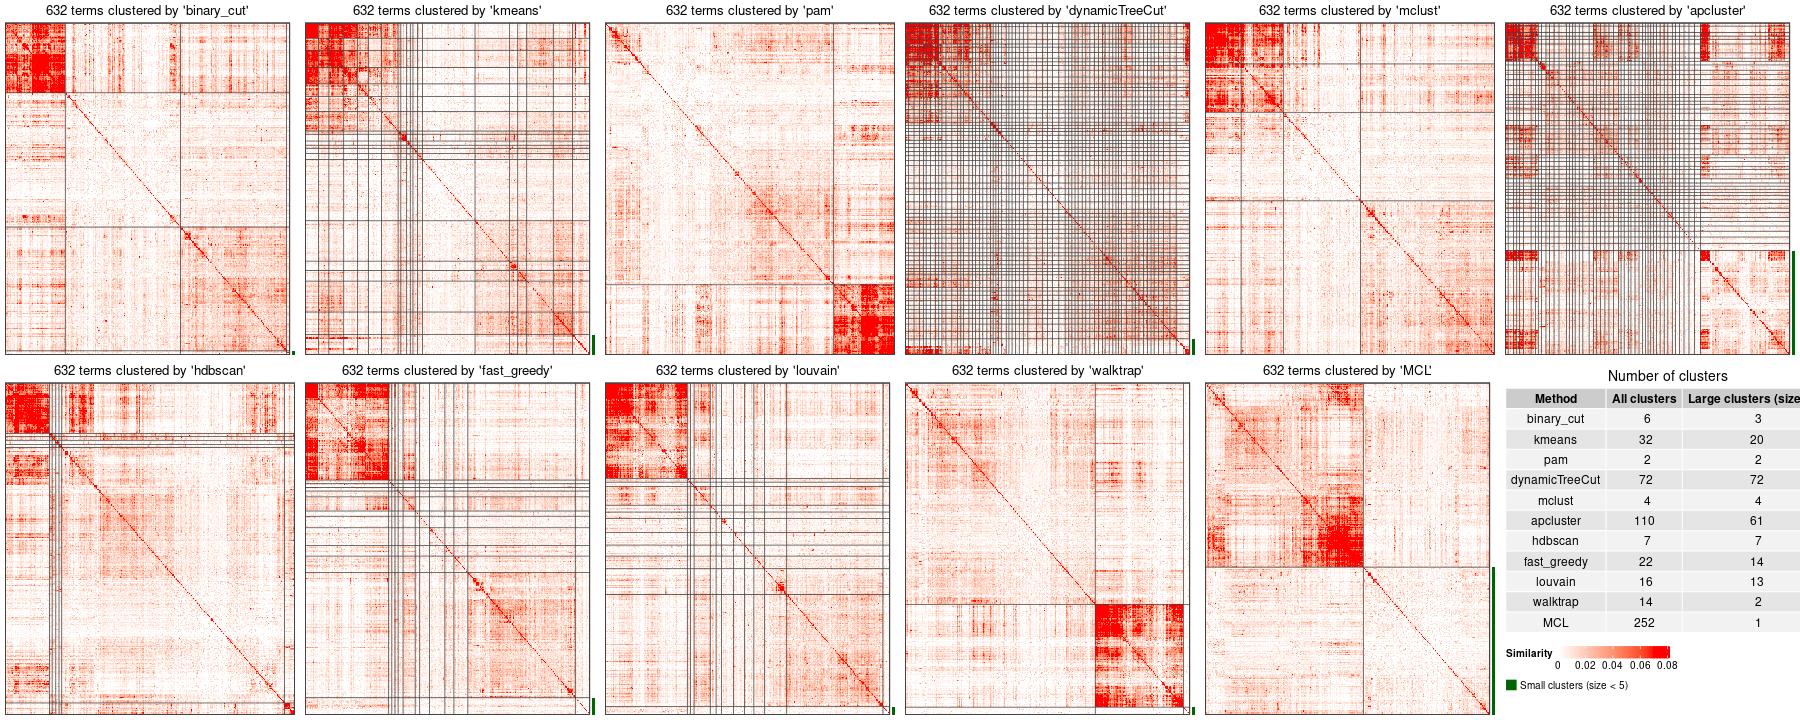 632 terms clustered by 'binary_cut'
632 terms clustered by 'kmeans'
632 terms clustered by 'pam'
632 terms clustered by 'dynamicTreeCut'
632 terms clustered by 'mclust'
632 terms clustered by 'apcluster'
632 terms clustered by 'hdbscan'
632 terms clustered by 'fast_greedy'
632 terms clustered by 'louvain'
632 terms clustered by 'walktrap'
632 terms clustered by 'MCL'
Number of clusters
Method All clusters Large clusters (size
binary_cut 6 3
kmeans 32 20
pam 2 2
dynamicTreeCut 72 72
mclust 4 4
apcluster 110 61
hdbscan 7 7
fast_greedy 22 14
louvain 16 13
walktrap 14 2
MCL 252 1
Similarity
0 0.02 0.04 0.06 0.08
Small clusters (size < 5)